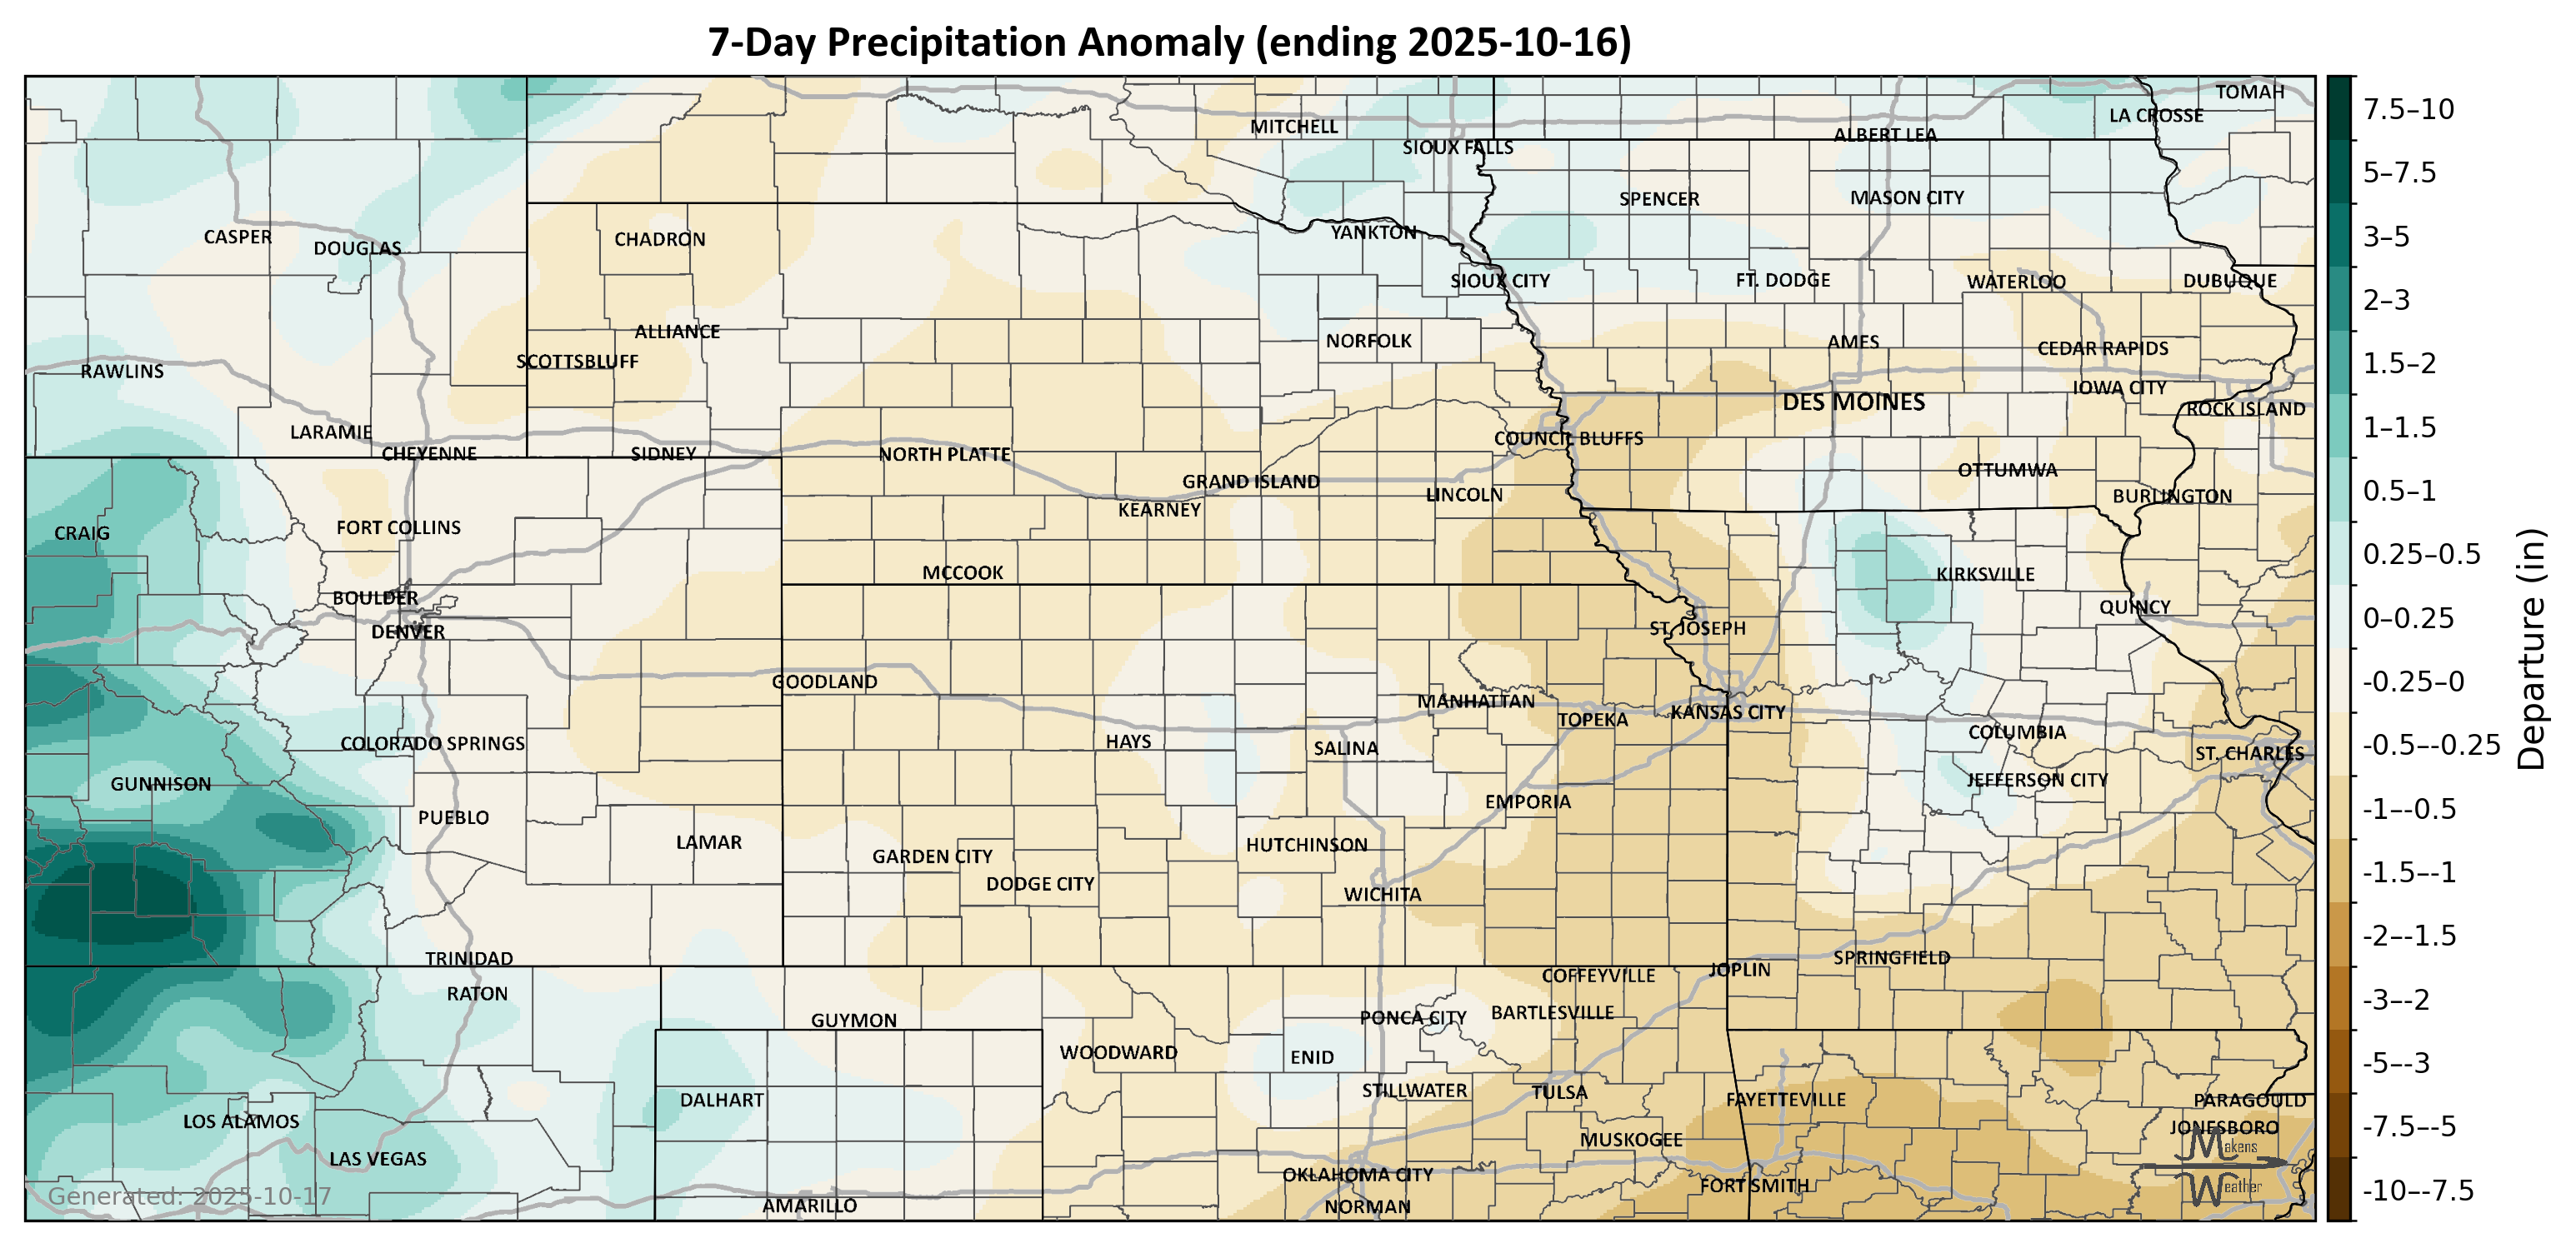 7-Day Precipitation Anomaly (ending 2025-10-16)
TOMAH
LA CROSSE
MITCHELL
ALBERT LEA
SIOUX FALLS
SPENCER
MASON CITY
CASPER
DOUGLAS
CHADRON
YANKTON
SIOUX CITY
FT. DODGE
WATERLOO
DUBUQUE
ALLIANCE
NORFOLK
AMES
CEDAR RAPIDS
SCOTTSBLUFF
RAWLINS
IOWA CITY
DES MOINES
ROCK ISLAND
LARAMIE
COUNCIL BLUFFS
CHEYENNE
SIDNEY
NORTH PLATTE
OTTUMWA
GRAND ISLAND
LINCOLN
BURLINGTON
KEARNEY
CRAIG
FORT COLLINS
MCCOOK
KIRKSVILLE
BOULDER
QUINCY
DENVER
ST. JOSEPH
GOODLAND
MANHATTAN
KANSAS CITY
TOPEKA
COLUMBIA
COLORADO SPRINGS
HAYS
SALINA
ST. CHARLES
GUNNISON
JEFFERSON CITY
EMPORIA
PUEBLO
LAMAR
HUTCHINSON
GARDEN CITY
DODGE CITY
WICHITA
TRINIDAD
SPRINGFIELD
JOPLIN
COFFEYVILLE
RATON
BARTLESVILLE
PONCA CITY
GUYMON
WOODWARD
ENID
STILLWATER
TULSA
DALHART
FAYETTEVILLE
PARAGOULD
LOS ALAMOS
JONESBORO
MUSKOGEE
Makens
LAS VEGAS
OKLAHOMA CITY
FORT SMITH
Weather
Generated: 2025-10-17
AMARILLO
NORMAN
7.5–10
5–7.5
3–5
2–3
1.5–2
1–1.5
0.5–1
0.25–0.5
0–0.25
-0.25–0
-0.5–-0.25
-1–-0.5
-1.5–-1
-2–-1.5
-3–-2
-5–-3
-7.5–-5
-10–-7.5
Departure (in)